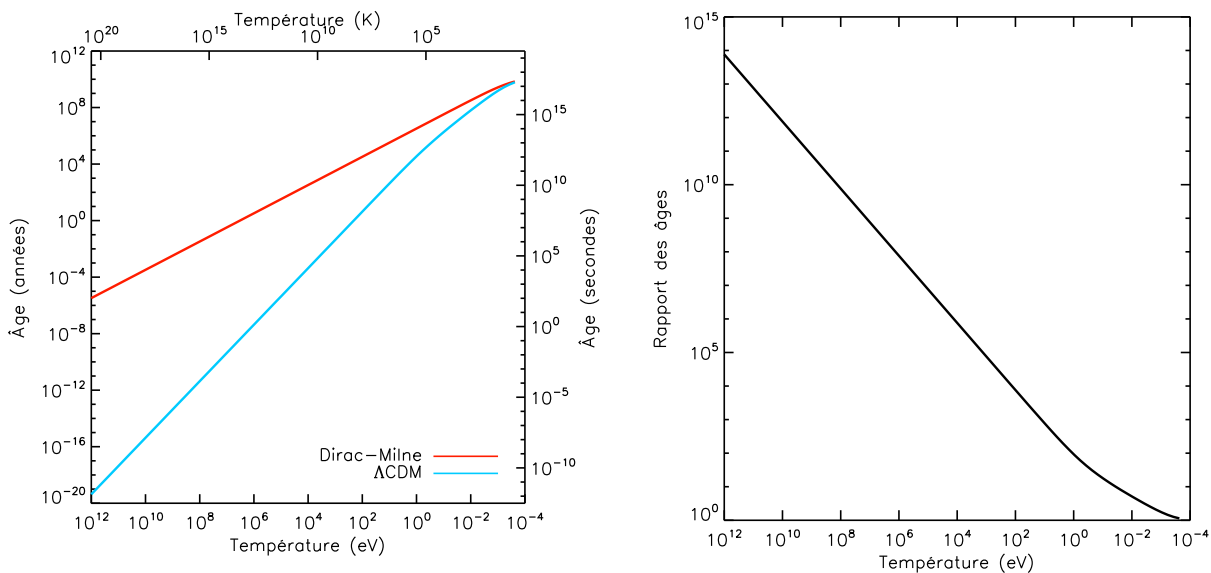 Température (K)
10^20 10^15 10^10 10^5
10^12
10^8
10^4
10^0
10^-4
10^-8
10^-12
10^-16
10^-20
Âge (années)
10^15
10^10
10^5
10^0
10^-5
10^-10
Âge (secondes)
Dirac-Milne
ΛCDM
10^12 10^10 10^8 10^6 10^4 10^2 10^0 10^-2 10^-4
Température (eV)
10^15
10^10
10^5
10^0
Rapport des âges
10^12 10^10 10^8 10^6 10^4 10^2 10^0 10^-2 10^-4
Température (eV)